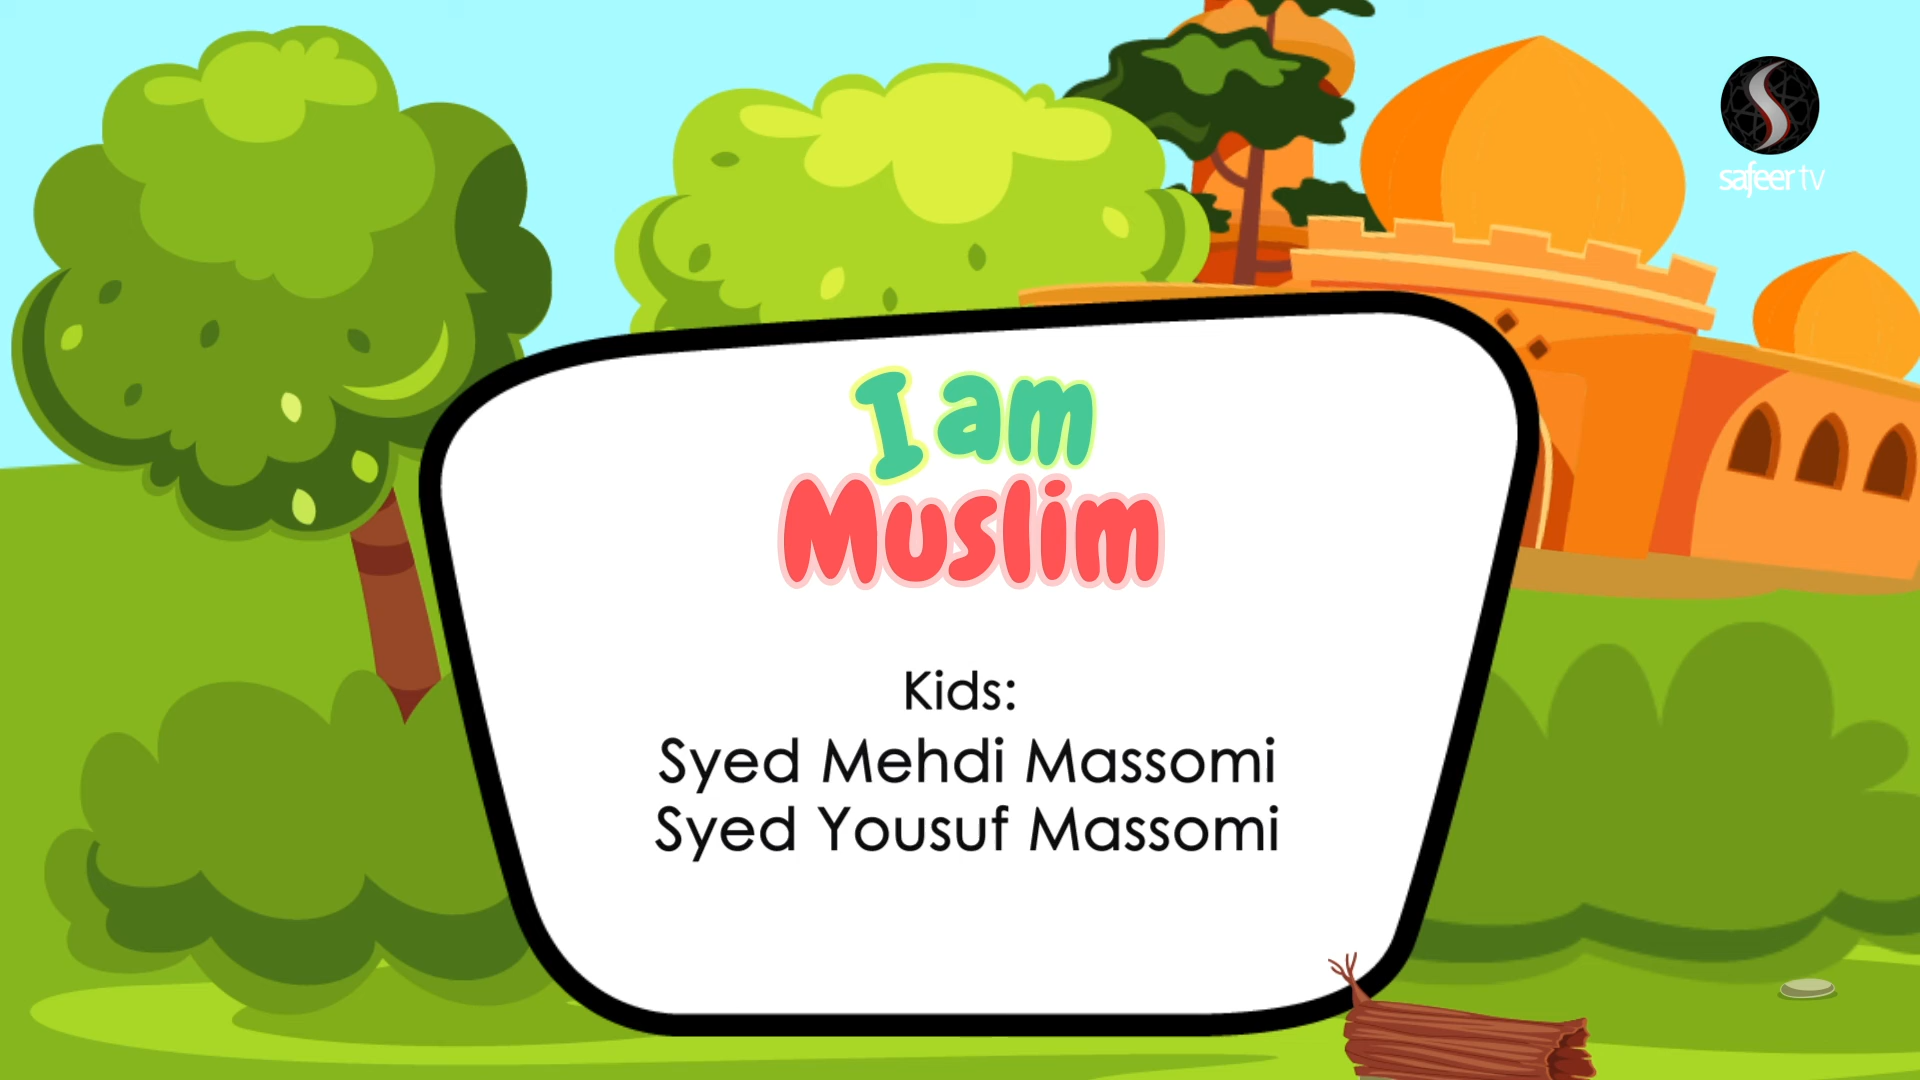 safeer tv
I am
Muslim
Kids:
Syed Mehdi Massomi
Syed Yousuf Massomi